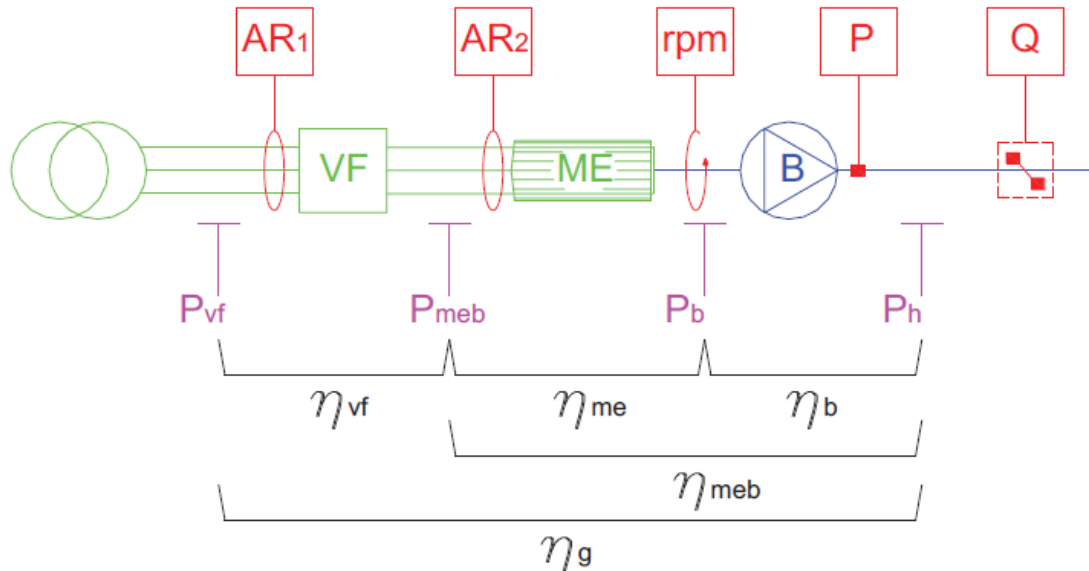 AR1 AR2 rpm P Q
VF ME B
Pvf Pmeb Pb Ph
ηvf ηme ηb
ηmeb
ηg